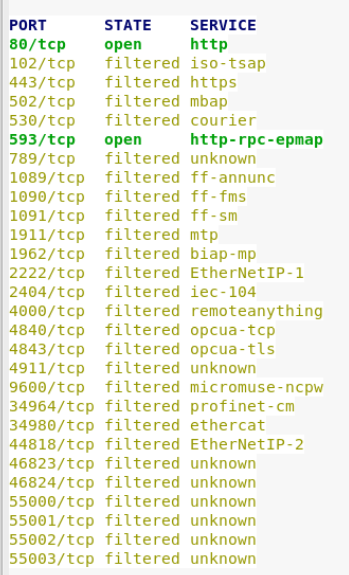 PORT STATE SERVICE
80/tcp open http
102/tcp filtered iso-tsap
443/tcp filtered https
502/tcp filtered mbap
530/tcp filtered courier
593/tcp open http-rpc-epmap
789/tcp filtered unknown
1089/tcp filtered ff-annunc
1090/tcp filtered ff-fms
1091/tcp filtered ff-sm
1911/tcp filtered mtp
1962/tcp filtered biap-mp
2222/tcp filtered EtherNetIP-1
2404/tcp filtered iec-104
4000/tcp filtered remoteanything
4840/tcp filtered opcua-tcp
4843/tcp filtered opcua-tls
4911/tcp filtered unknown
9600/tcp filtered micromuse-ncpw
34964/tcp filtered profinet-cm
34980/tcp filtered ethercat
44818/tcp filtered EtherNetIP-2
46823/tcp filtered unknown
46824/tcp filtered unknown
55000/tcp filtered unknown
55001/tcp filtered unknown
55002/tcp filtered unknown
55003/tcp filtered unknown